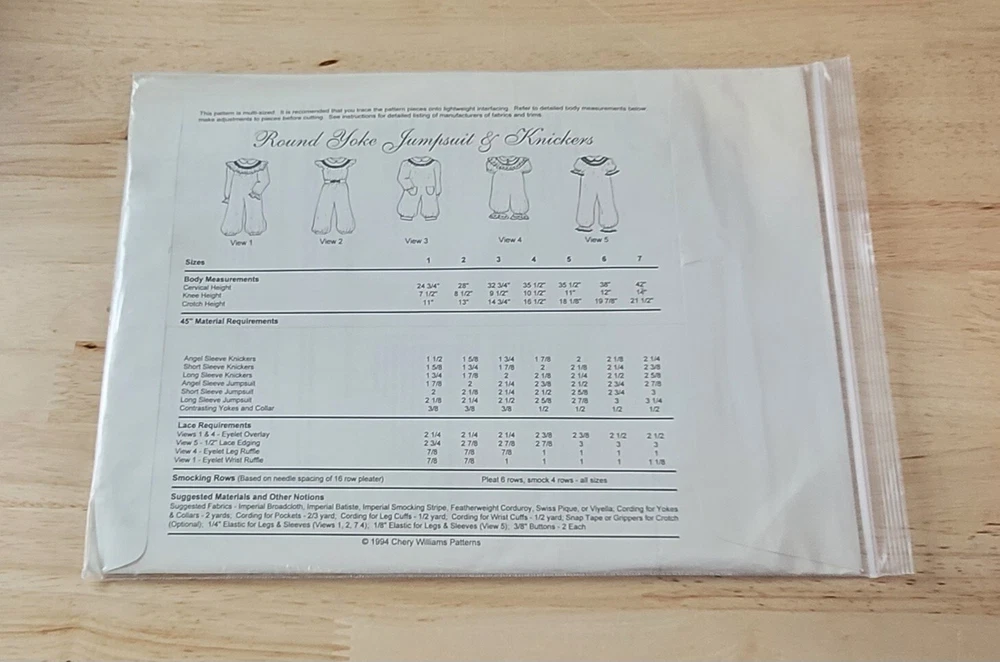 This pattern is multi-sized. It is recomended that you trace the pattern pieces onto lightweight interfacing. Refer to detailed body measurements below
make adjustments to pieces before cutting. See instructions for detailed listing of manufacturers of fabrics and trims.
Round Yoke Jumpsuit & Knickers
View 1 View 2 View 3 View 4 View 5
Sizes 1 2 3 4 5 6 7
Body Measurements
Cervical Height 24 3/4" 28" 32 3/4" 35 1/2" 35 1/2" 38" 42"
Knee Height 7 1/2" 8 1/2" 9 1/2" 10 1/2" 11" 12" 14"
Crotch Height 11" 13" 14 3/4" 16 1/2" 18 1/8" 19 7/8" 21 1/2"
45" Material Requirements
Angel Sleeve Knickers 1 1/2 1 5/8 1 3/4 1 7/8 2 2 1/8 2 1/4
Short Sleeve Knickers 1 5/8 1 3/4 1 7/8 2 2 1/8 2 1/4 2 3/8
Long Sleeve Knickers 1 3/4 1 7/8 2 2 1/8 2 1/4 2 1/2 2 5/8
Angel Sleeve Jumpsuit 1 7/8 2 2 1/4 2 3/8 2 1/2 2 3/4 2 7/8
Short Sleeve Jumpsuit 2 2 1/8 2 1/4 2 1/2 2 5/8 2 3/4 3
Long Sleeve Jumpsuit 2 1/8 2 1/4 2 1/2 2 5/8 2 7/8 3 3 1/4
Contrasting Yokes and Collar 3/8 3/8 3/8 1/2 1/2 1/2 1/2
Lace Requirements
Views 1 & 4 - Eyelet Overlay 2 1/4 2 1/4 2 1/4 2 3/8 2 3/8 2 1/2 2 1/2
View 5 - 1/2" Lace Edging 2 3/4 2 7/8 2 7/8 2 7/8 3 3 3
View 4 - Eyelet Leg Ruffle 7/8 7/8 7/8 1 1 1 1
View 1 - Eyelet Wrist Ruffle 7/8 7/8 1 1 1 1 1 1/8
Smocking Rows (Based on needle spacing of 16 row pleater) Pleat 6 rows, smock 4 rows - all sizes
Suggested Materials and Other Notions
Suggested Fabrics - Imperial Broadcloth, Imperial Batiste, Imperial Smocking Stripe, Featherweight Corduroy, Swiss Pique, or Viyella; Cording for Yokes
& Collars - 2 yards; Cording for Pockets - 2/3 yard; Cording for Leg Cuffs - 1/2 yard; Cording for Wrist Cuffs - 1/2 yard; Snap Tape or Grippers for Crotch
(Optional); 1/4" Elastic for Legs & Sleeves (Views 1, 2, ? 4); 1/8" Elastic for Legs & Sleeves (View 5); 3/8" Buttons - 2 Each
© 1994 Chery Williams Patterns